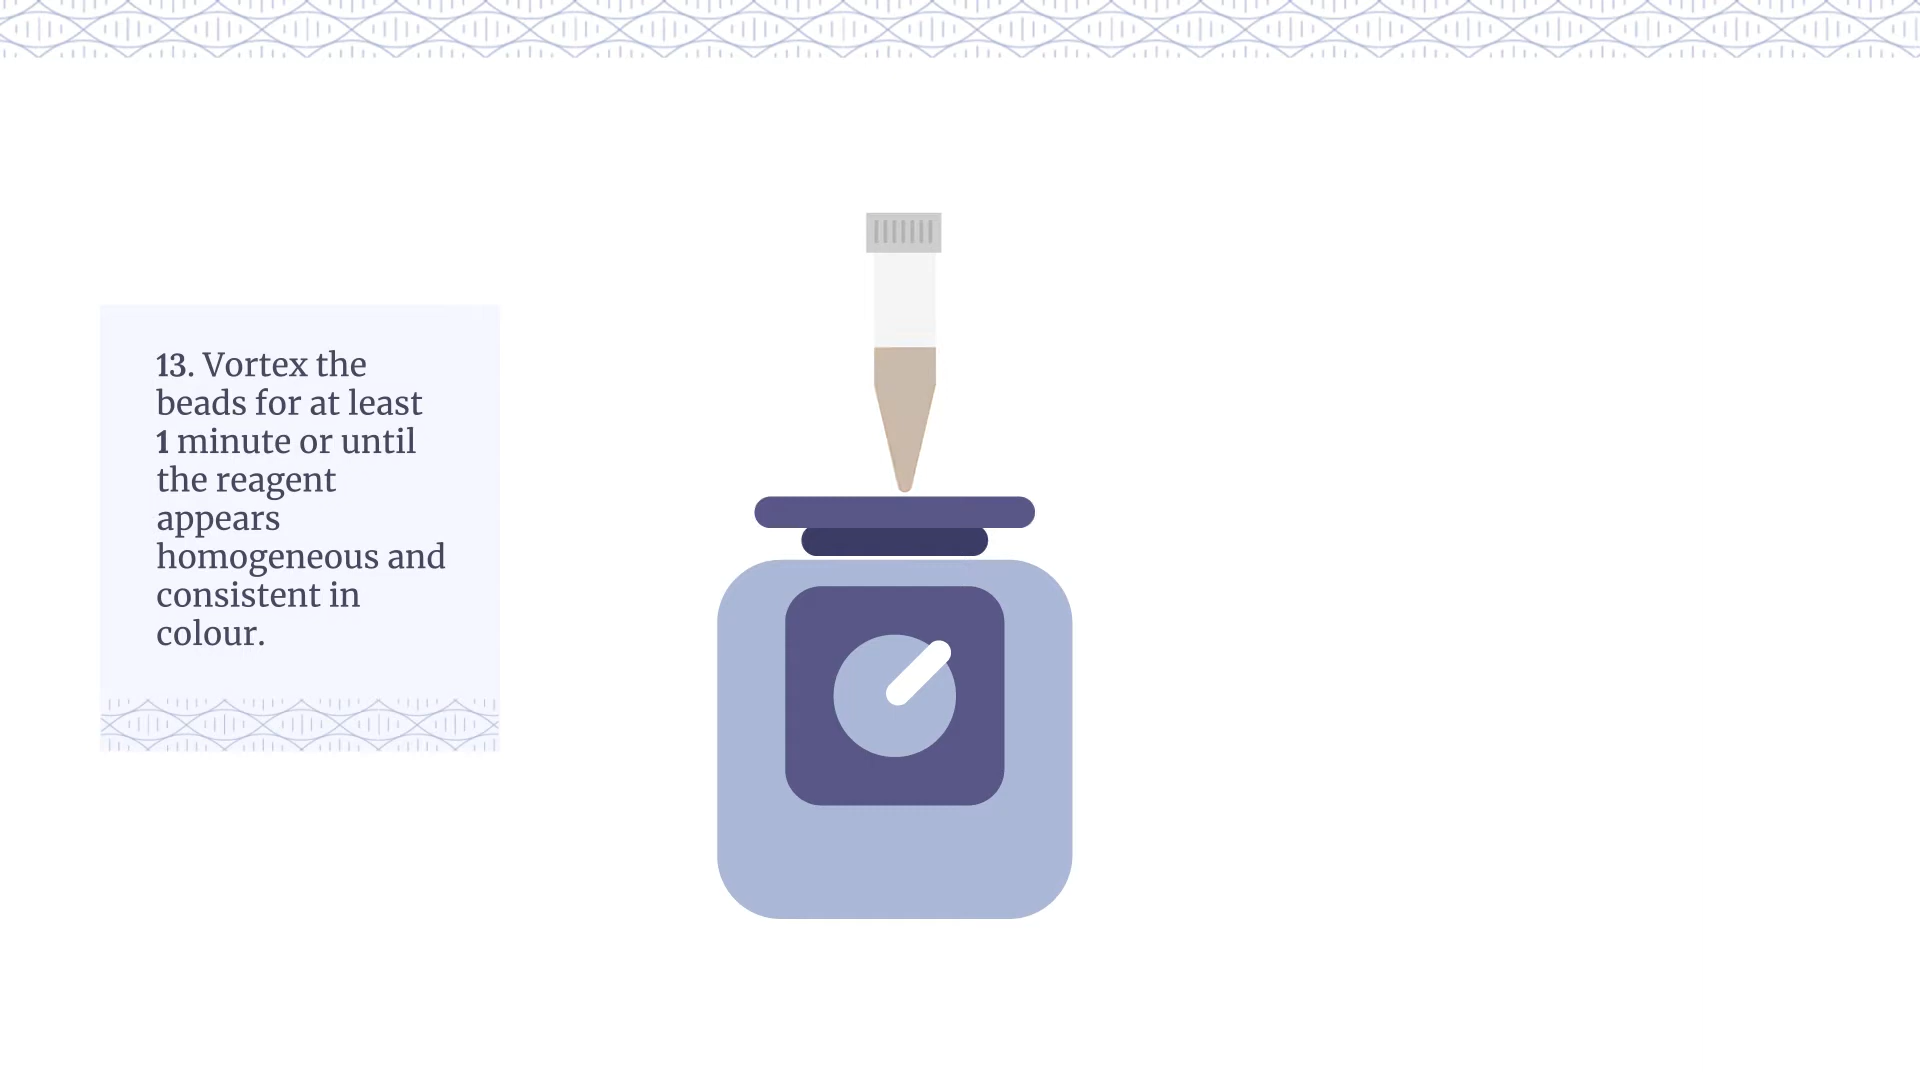 13. Vortex the
beads for at least
1 minute or until
the reagent
appears
homogeneous and
consistent in
colour.